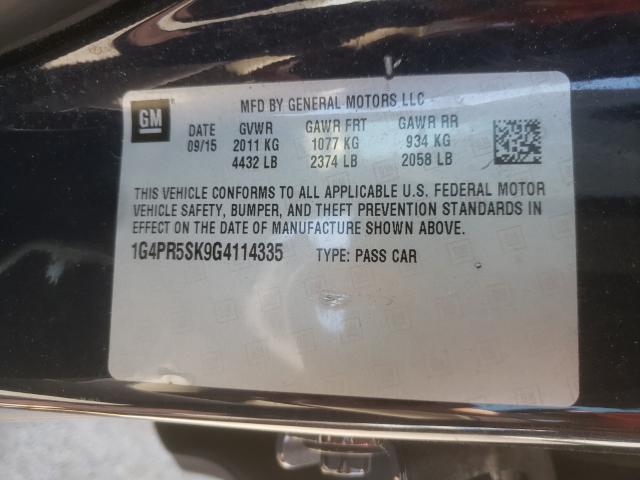 GM
MFD BY GENERAL MOTORS LLC
DATE GVWR GAWR FRT GAWR RR
09/15 2011 KG 1077 KG 934 KG
4432 LB 2374 LB 2058 LB
THIS VEHICLE CONFORMS TO ALL APPLICABLE U.S. FEDERAL MOTOR
VEHICLE SAFETY, BUMPER, AND THEFT PREVENTION STANDARDS IN
EFFECT ON THE DATE OF MANUFACTURE SHOWN ABOVE.
1G4PR5SK9G4114335 TYPE: PASS CAR